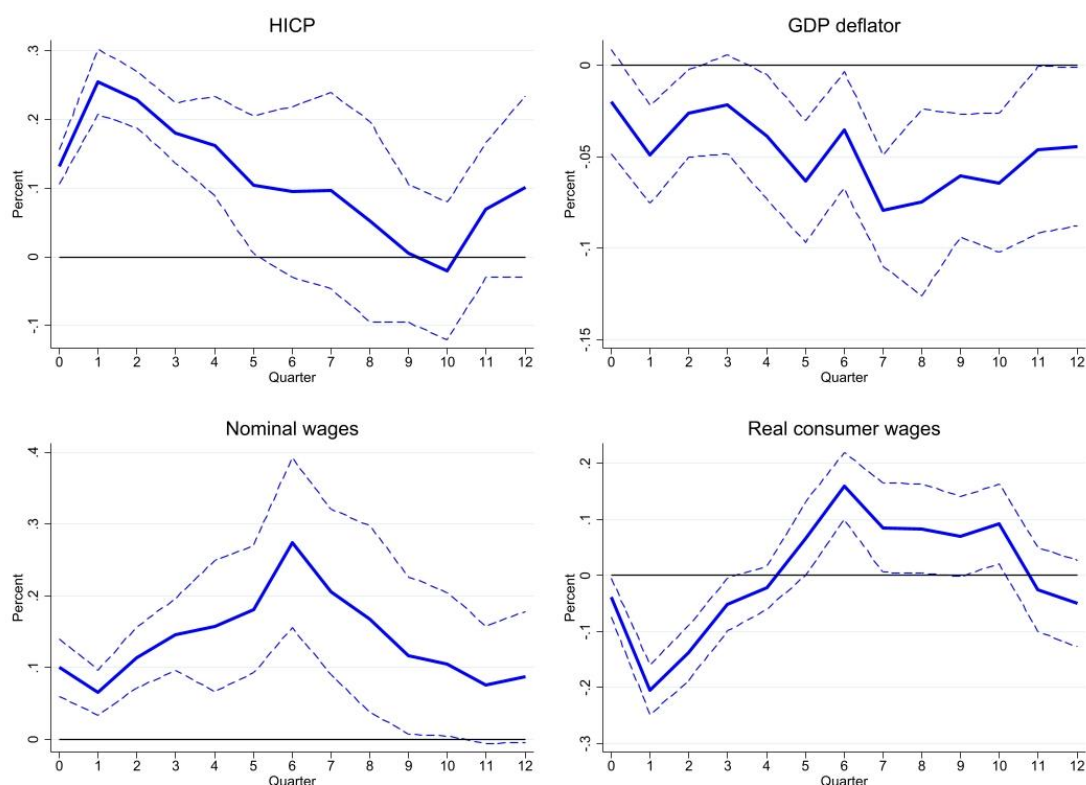 HICP
Percent
.3
.2
.1
0
-.1
0 1 2 3 4 5 6 7 8 9 10 11 12
Quarter
GDP deflator
Percent
0
-.05
-.1
-.15
0 1 2 3 4 5 6 7 8 9 10 11 12
Quarter
Nominal wages
Percent
.4
.3
.2
.1
0
0 1 2 3 4 5 6 7 8 9 10 11 12
Quarter
Real consumer wages
Percent
.2
.1
0
-.1
-.2
-.3
0 1 2 3 4 5 6 7 8 9 10 11 12
Quarter